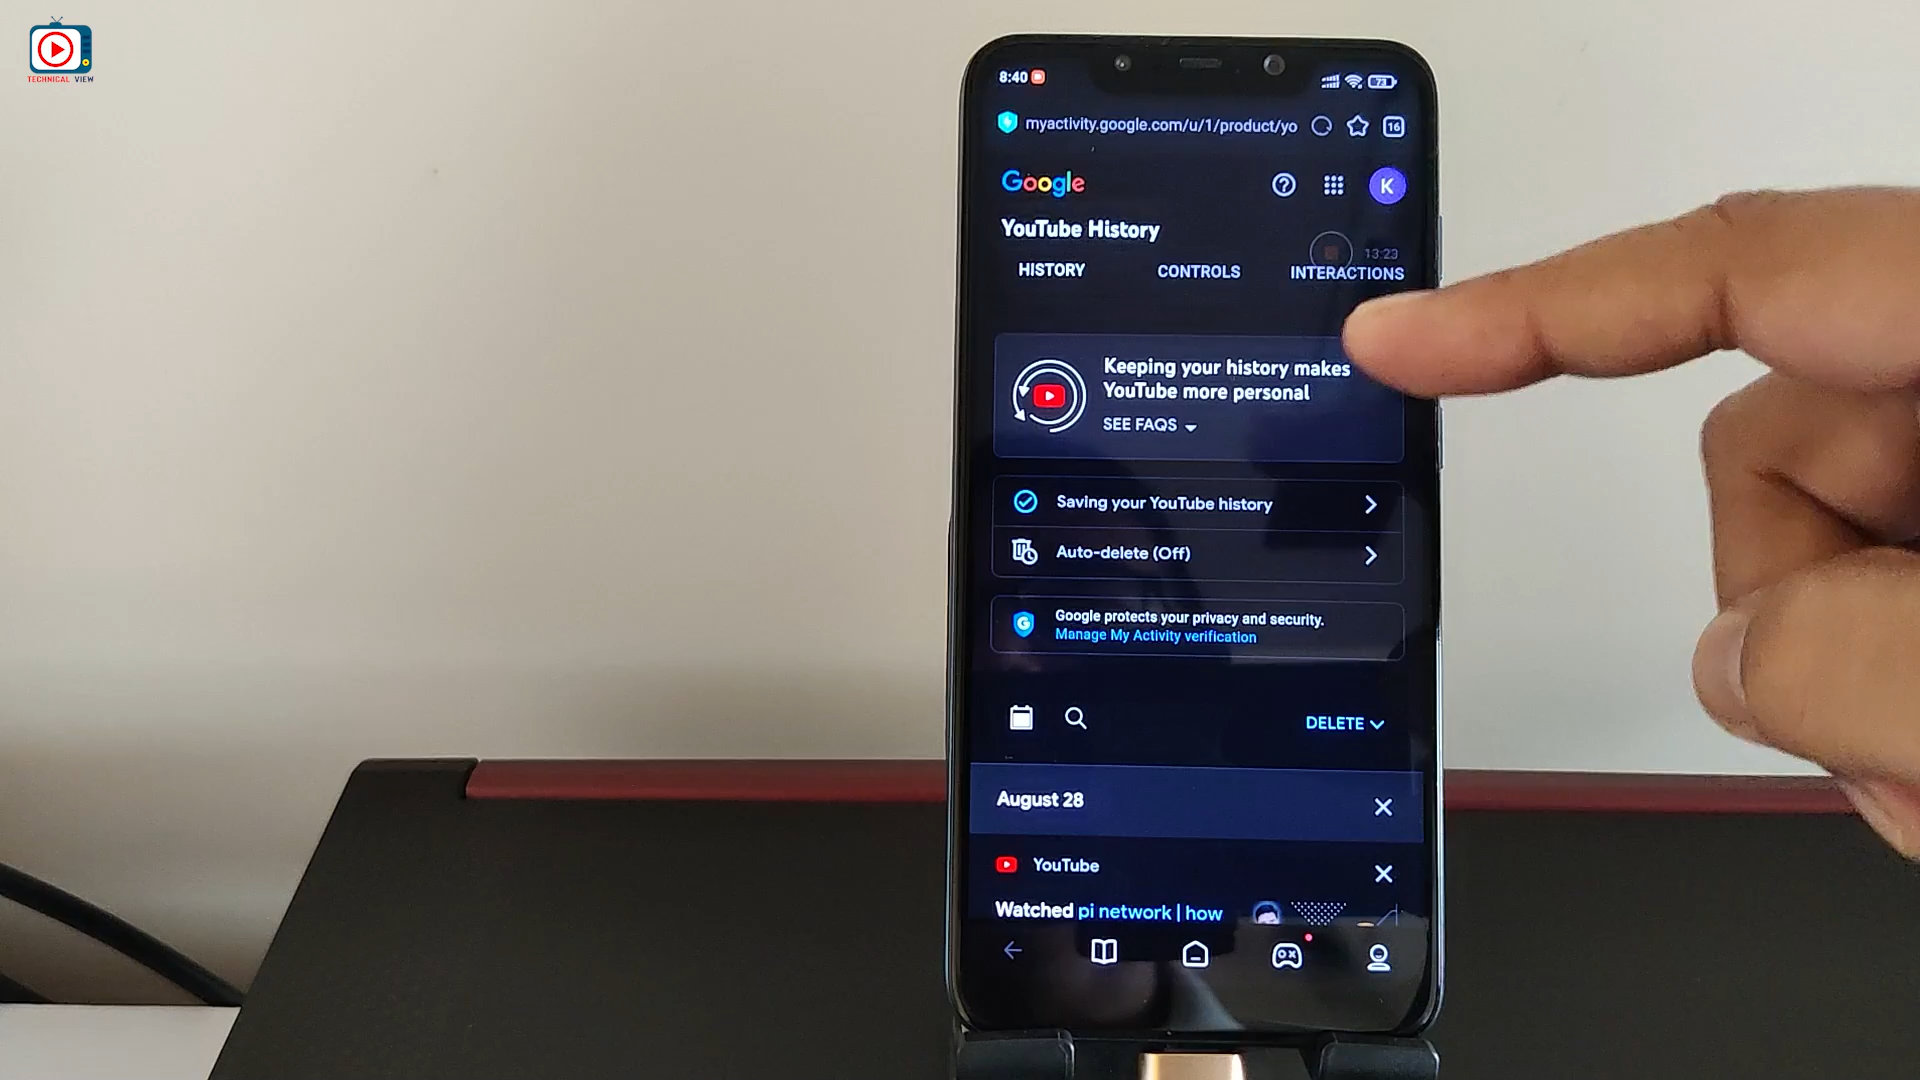 TECHNICAL VIEW
8:40
73
myactivity.google.com/u/1/product/yo
16
Google
K
YouTube History
13:23
HISTORY CONTROLS INTERACTIONS
Keeping your history makes
YouTube more personal
SEE FAQS
Saving your YouTube history
Auto-delete (Off)
G
Google protects your privacy and security.
Manage My Activity verification
DELETE
August 28
YouTube
Watched pi network | how